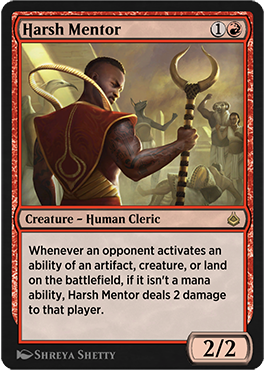 Harsh Mentor 1
Creature – Human Cleric
Whenever an opponent activates an
ability of an artifact, creature, or land
on the battlefield, if it isn't a mana
ability, Harsh Mentor deals 2 damage
to that player.
Shreya Shetty
2/2